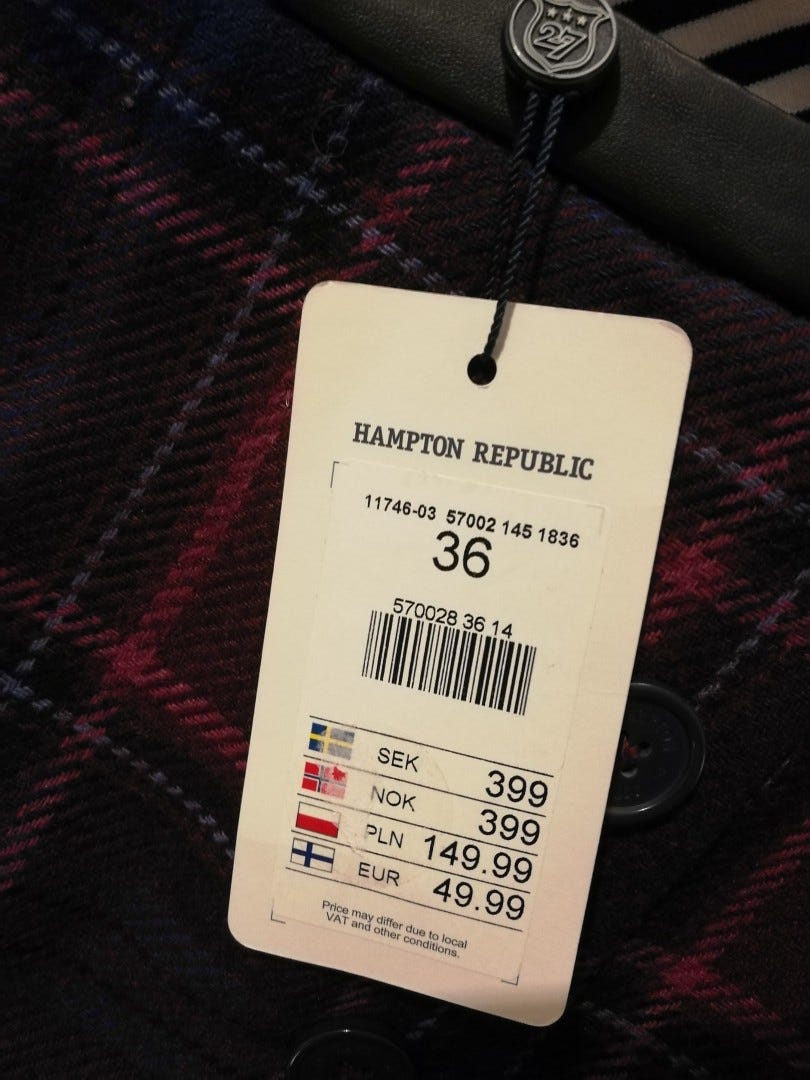 27
HAMPTON REPUBLIC
11746-03 57002 145 1836
36
570028 36 14
SEK 399
NOK 399
PLN 149.99
EUR 49.99
Price may differ due to local
VAT and other conditions.